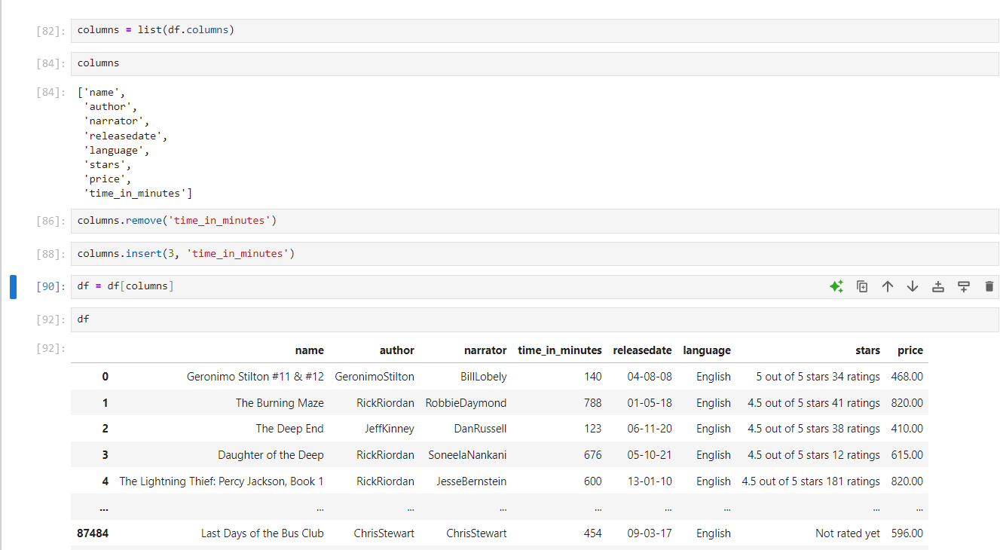 [82]: columns = list(df.columns)
[84]: columns
[84]: ['name',
'author',
'narrator',
'releasedate',
'language',
'stars',
'price',
'time_in_minutes']
[86]: columns.remove('time_in_minutes')
[88]: columns.insert(3, 'time_in_minutes')
[90]: df = df[columns]
[92]: df
[92]:
name author narrator time_in_minutes releasedate language stars price
0 Geronimo Stilton #11 & #12 GeronimoStilton BillLobely 140 04-08-08 English 5 out of 5 stars 34 ratings 468.00
1 The Burning Maze RickRiordan RobbieDaymond 788 01-05-18 English 4.5 out of 5 stars 41 ratings 820.00
2 The Deep End JeffKinney DanRussell 123 06-11-20 English 4.5 out of 5 stars 38 ratings 410.00
3 Daughter of the Deep RickRiordan SoneelaNankani 676 05-10-21 English 4.5 out of 5 stars 12 ratings 615.00
4 The Lightning Thief: Percy Jackson, Book 1 RickRiordan JesseBernstein 600 13-01-10 English 4.5 out of 5 stars 181 ratings 820.00
... ... ... ... ... ... ... ... ...
87484 Last Days of the Bus Club ChrisStewart ChrisStewart 454 09-03-17 English Not rated yet 596.00